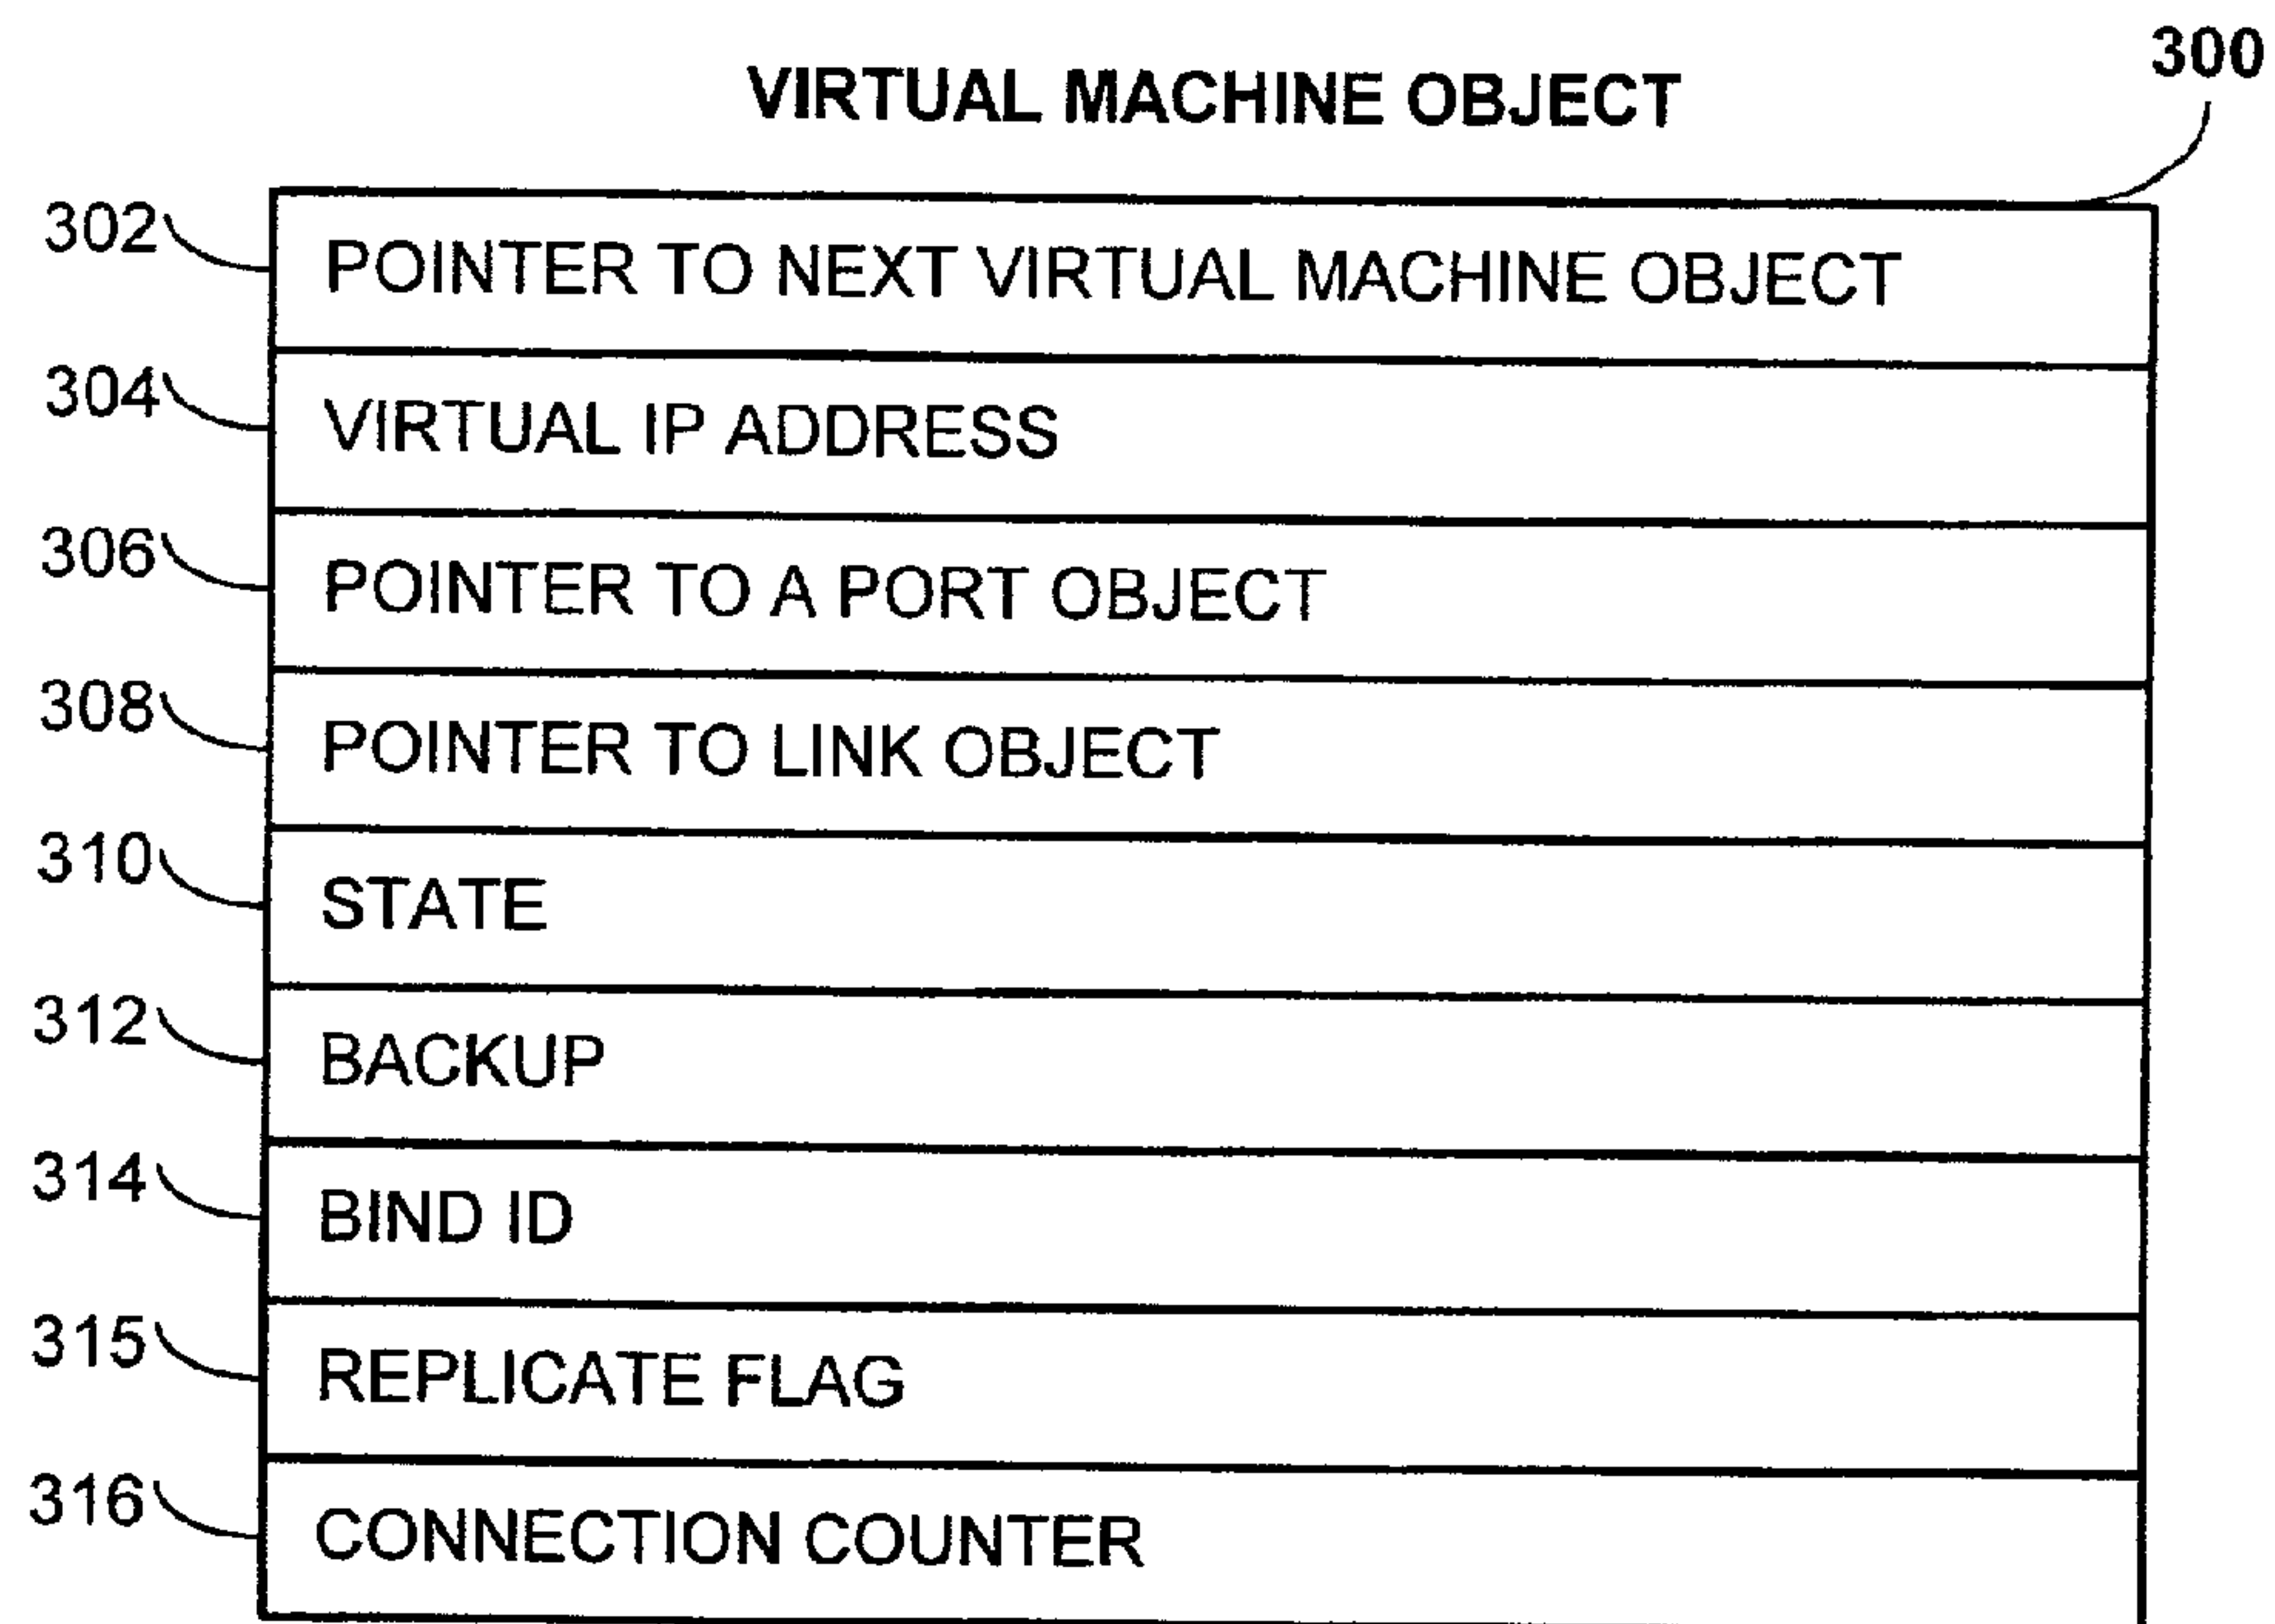 300
VIRTUAL MACHINE OBJECT
302 POINTER TO NEXT VIRTUAL MACHINE OBJECT
304 VIRTUAL IP ADDRESS
306 POINTER TO A PORT OBJECT
308 POINTER TO LINK OBJECT
310 STATE
312 BACKUP
314 BIND ID
315 REPLICATE FLAG
316 CONNECTION COUNTER